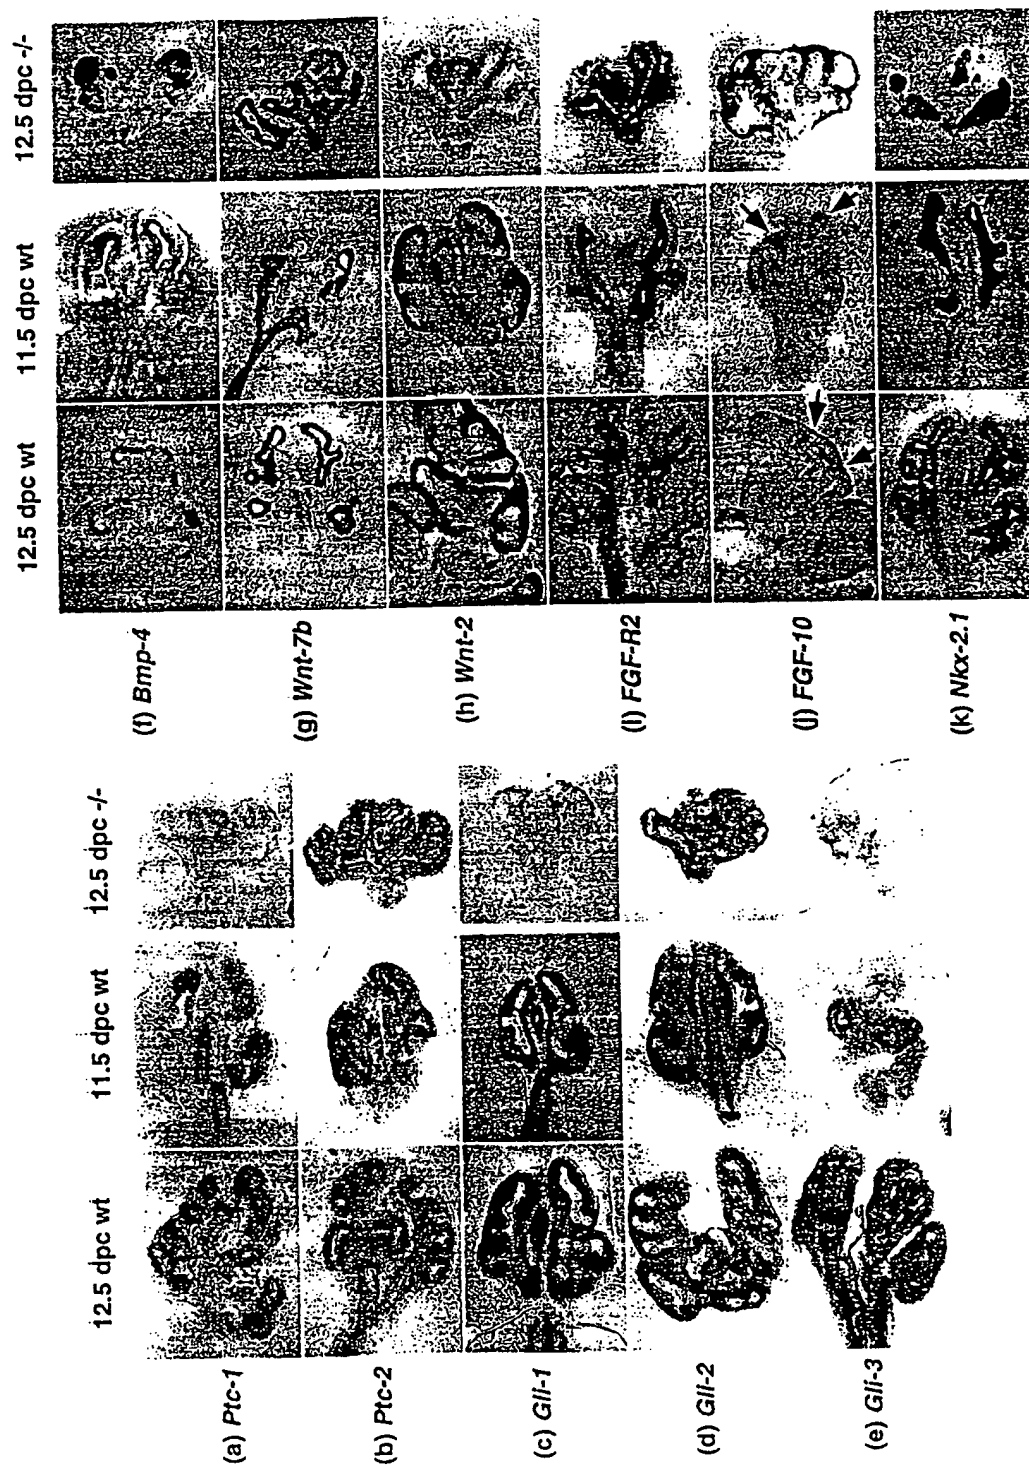 12.5 dpc wt 11.5 dpc wt 12.5 dpc -/-
(a) Ptc-1
(b) Ptc-2
(c) Gli-1
(d) Gli-2
(e) Gli-3
12.5 dpc wt 11.5 dpc wt 12.5 dpc -/-
(f) Bmp-4
(g) Wnt-7b
(h) Wnt-2
(i) FGF-R2
(j) FGF-10
(k) Nkx-2.1